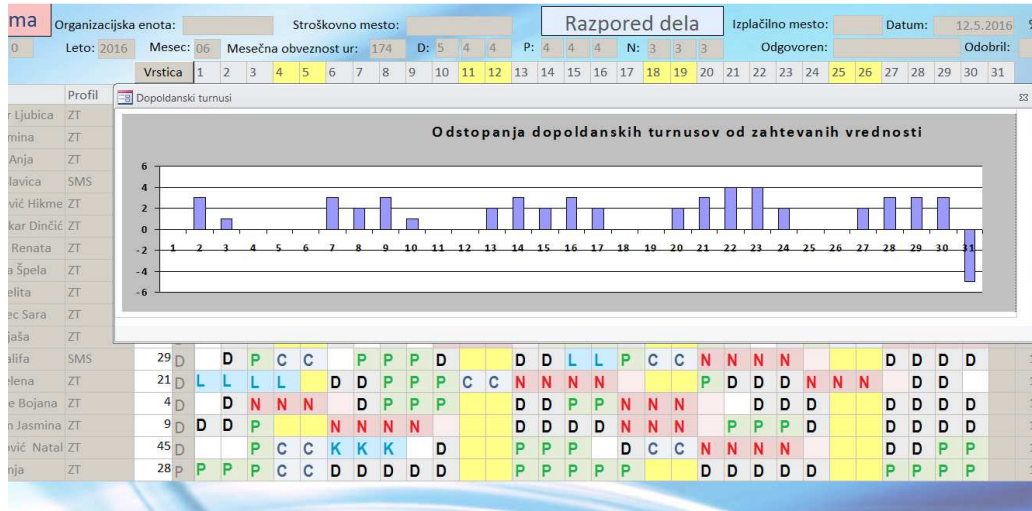 ma Organizacijska enota: Stroškovno mesto: Razpored dela Izplačilno mesto: Datum: 12.5.2016
0 Leto: 2016 Mesec: 06 Mesečna obveznost ur: 174 D: 5 4 4 P: 4 4 4 N: 3 3 3 Odgovoren: Odobril:
Vrstica 1 2 3 4 5 6 7 8 9 10 11 12 13 14 15 16 17 18 19 20 21 22 23 24 25 26 27 28 29 30 31
Profil
Dopoldanski turnusi
Odstopanja dopoldanskih turnusov od zahtevanih vrednosti
6
4
2
0
-2
-4
-6
1 2 3 4 5 6 7 8 9 10 11 12 13 14 15 16 17 18 19 20 21 22 23 24 25 26 27 28 29 30 31
r Ljubica ZT
mina ZT
Anja ZT
lavica SMS
vić Hikme ZT
kar Dinčić ZT
Renata ZT
a Špela ZT
elita ZT
ec Sara ZT
jaša ZT
alifa SMS 29 D D P C C P P P D D D L L P C C N N N N D D D D
elena ZT 21 D L L L L D D P P P C C N N N N P D D D N N N D D
e Bojana ZT 4 D D N N N D P P P D D P P N N N D D D D D D D
n Jasmina ZT 9 D D D P N N N N D D D D N N N P P P D D D D D
ović Natal ZT 45 D P C C K K K D P P P D C C N N N N D D P P
nja ZT 28 P P P P C C D D D D D P P P P P D D D D D P P P P